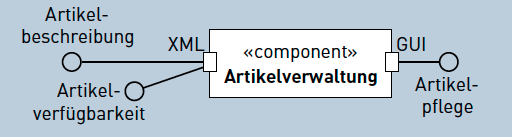 Artikel-
beschreibung
XML
Artikel-
verfügbarkeit
«component»
Artikelverwaltung
GUI
Artikel-
pflege